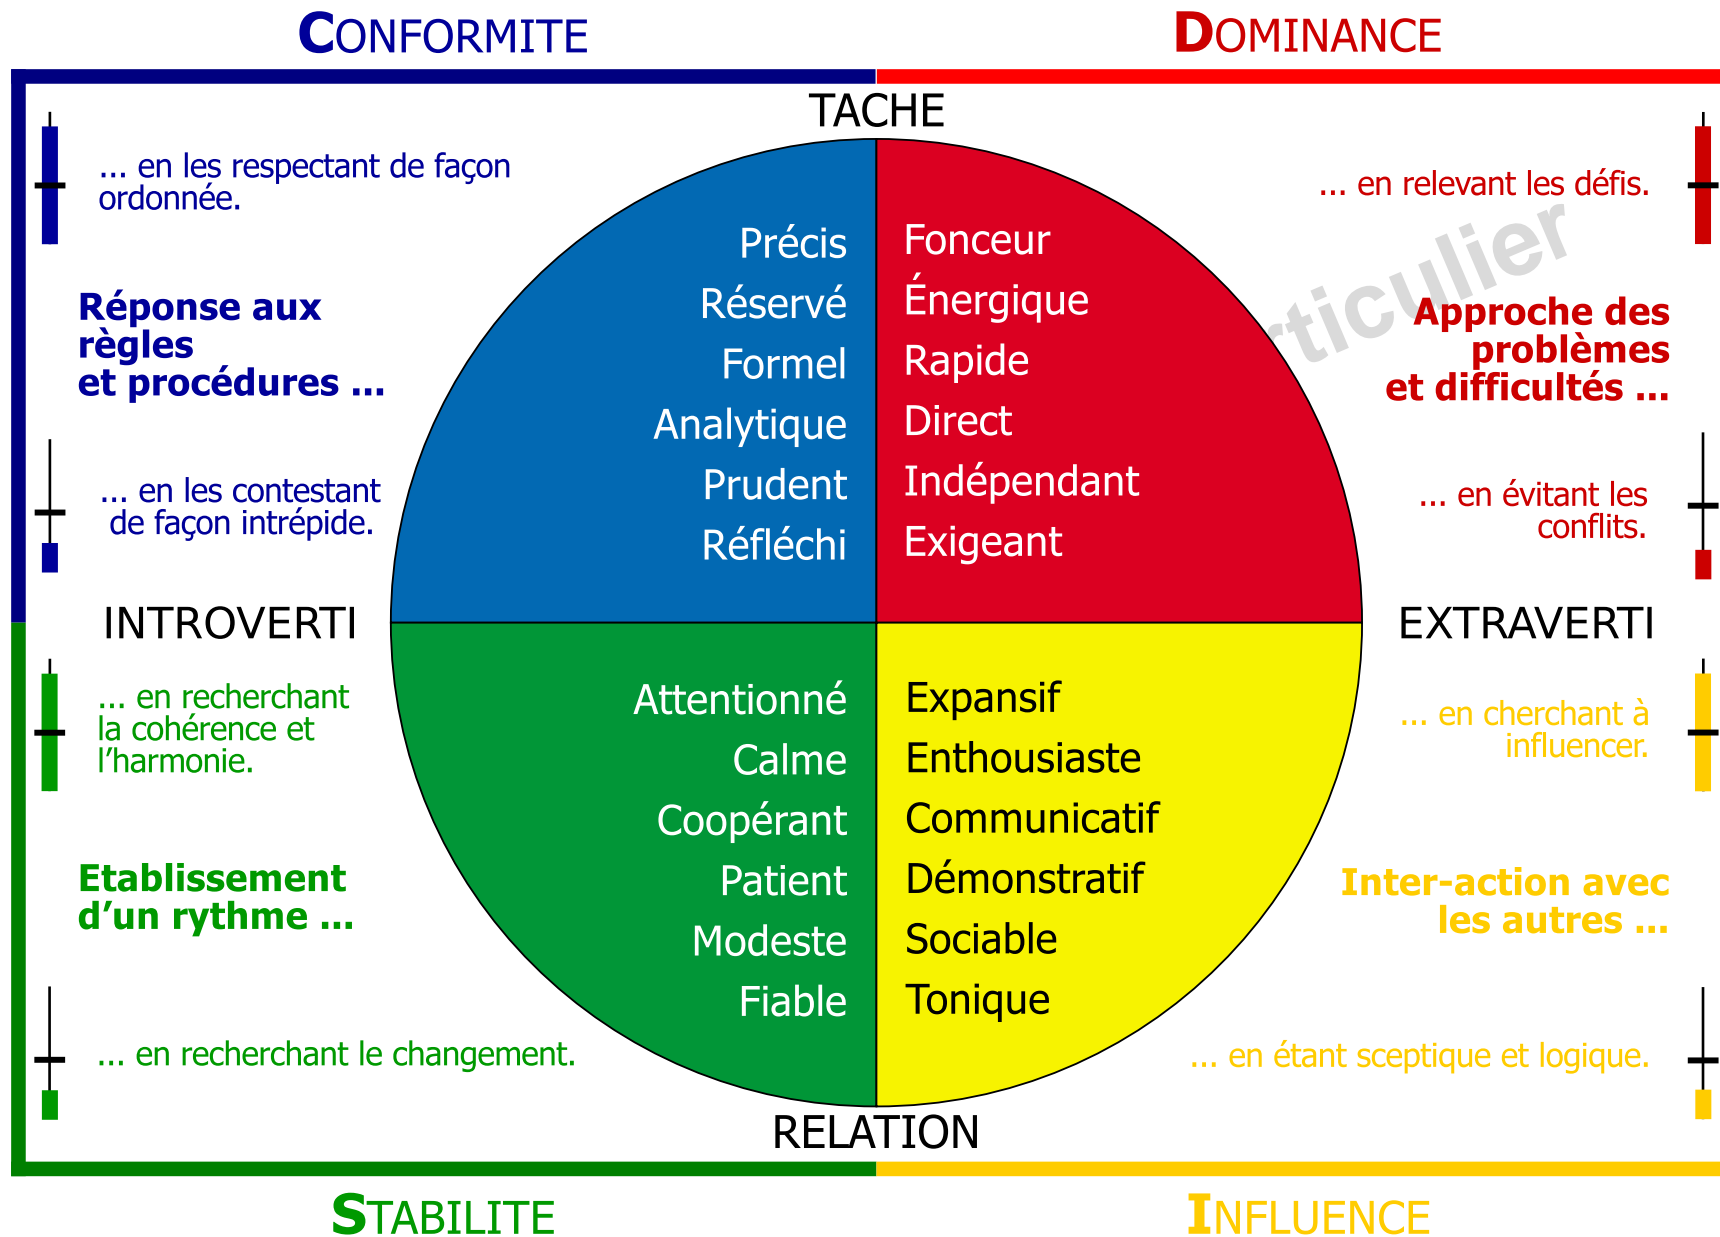 CONFORMITE
DOMINANCE
TACHE
... en les respectant de façon
ordonnée.
Réponse aux
règles
et procédures ...
... en les contestant
de façon intrépide.
Précis
Réservé
Formel
Analytique
Prudent
Réfléchi
Fonceur
Énergique
Rapide
Direct
Indépendant
Exigeant
... en relevant les défis.
Approche des
problèmes
et difficultés ...
... en évitant les
conflits.
INTROVERTI
EXTRAVERTI
... en recherchant
la cohérence et
l’harmonie.
Etablissement
d’un rythme ...
... en recherchant le changement.
Attentionné
Calme
Coopérant
Patient
Modeste
Fiable
Expansif
Enthousiaste
Communicatif
Démonstratif
Sociable
Tonique
... en cherchant à
influencer.
Inter-action avec
les autres ...
... en étant sceptique et logique.
RELATION
STABILITE
INFLUENCE